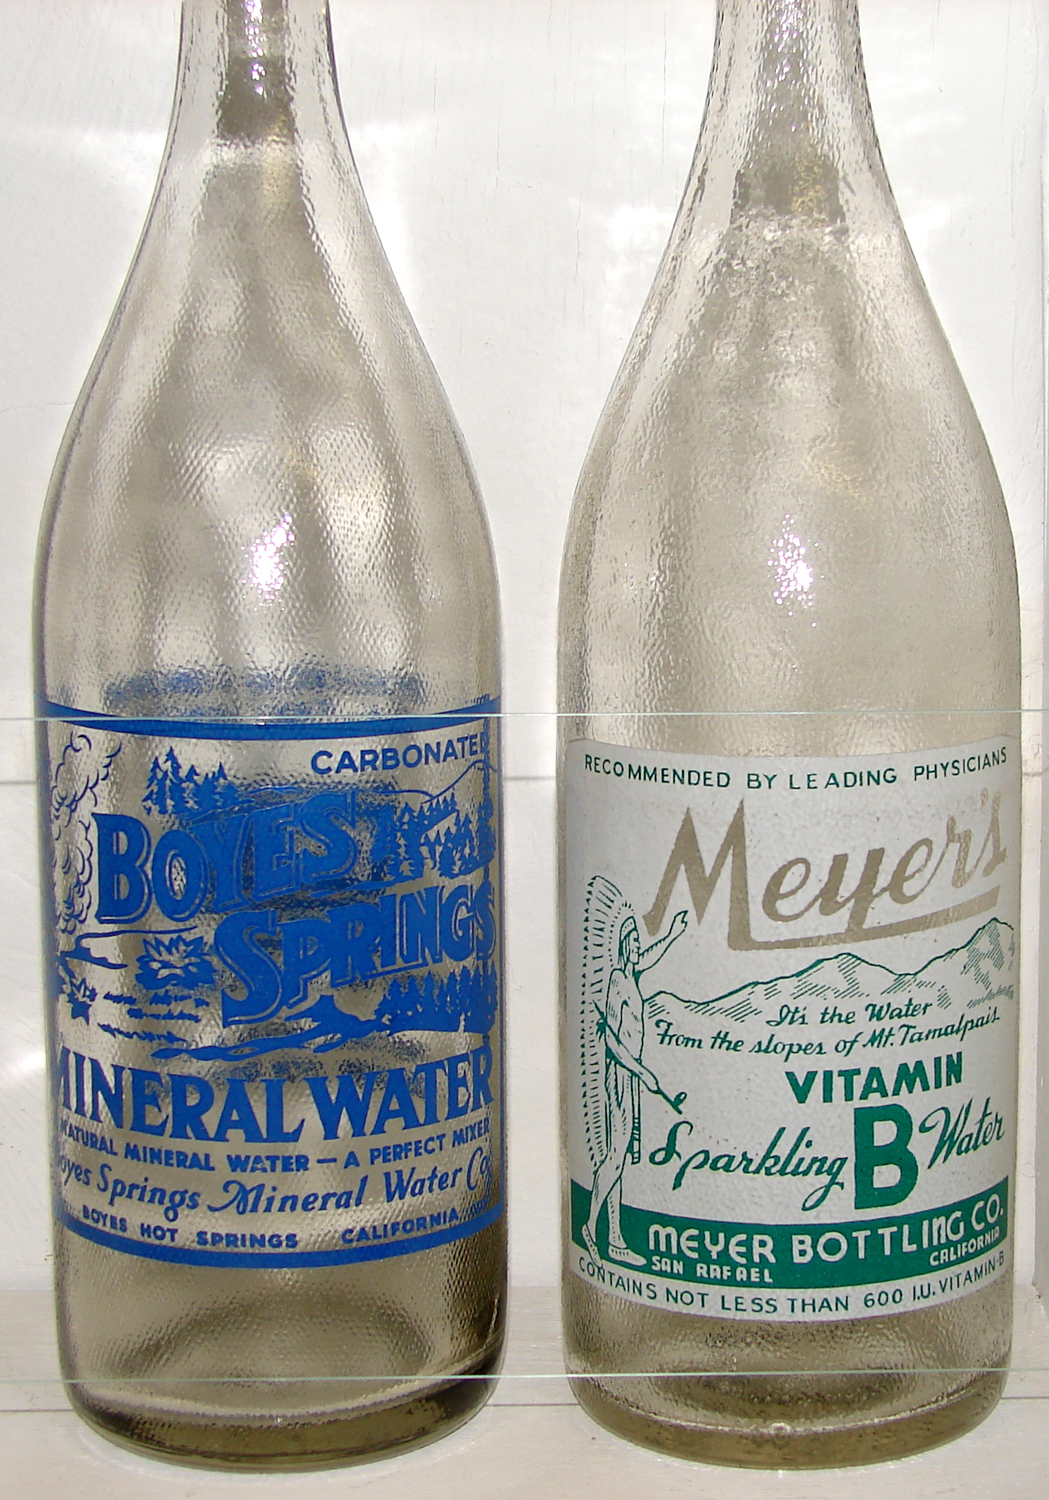 CARBONATED
BOYES
SPRINGS
MINERAL WATER
NATURAL MINERAL WATER — A PERFECT MIXER
Boyes Springs Mineral Water Co.
BOYES HOT SPRINGS CALIFORNIA
RECOMMENDED BY LEADING PHYSICIANS
Meyer's
It's the Water
From the slopes of Mt. Tamalpais
VITAMIN
Sparkling B Water
MEYER BOTTLING CO.
SAN RAFAEL CALIFORNIA
CONTAINS NOT LESS THAN 600 I.U. VITAMIN-B